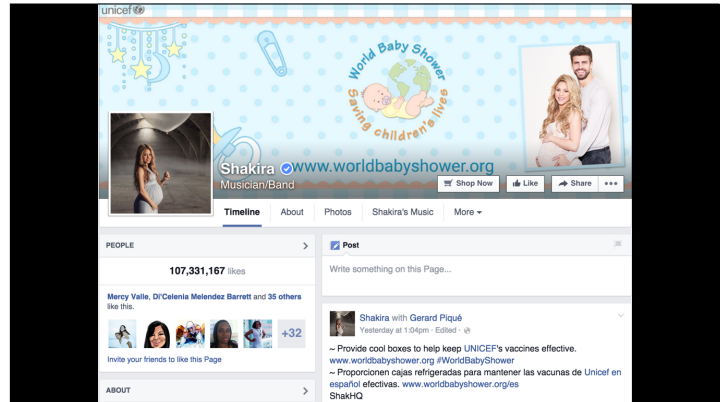 unicef
World Baby Shower
Saving children's lives
Shakira
www.worldbabyshower.org
Musician/Band
Shop Now
Like
Share
Timeline
About
Photos
Shakira's Music
More
PEOPLE
107,331,167 likes
Mercy Valle, Di'Celenia Melendez Barrett and 35 others
like this.
+32
Invite your friends to like this Page
ABOUT
Post
Write something on this Page...
Shakira with Gerard Piqué
Yesterday at 1:04pm · Edited ·
~ Provide cool boxes to help keep UNICEF's vaccines effective.
www.worldbabyshower.org #WorldBabyShower
~ Proporcionen cajas refrigeradas para mantener las vacunas de Unicef en
español efectivas. www.worldbabyshower.org/es
ShakHQ